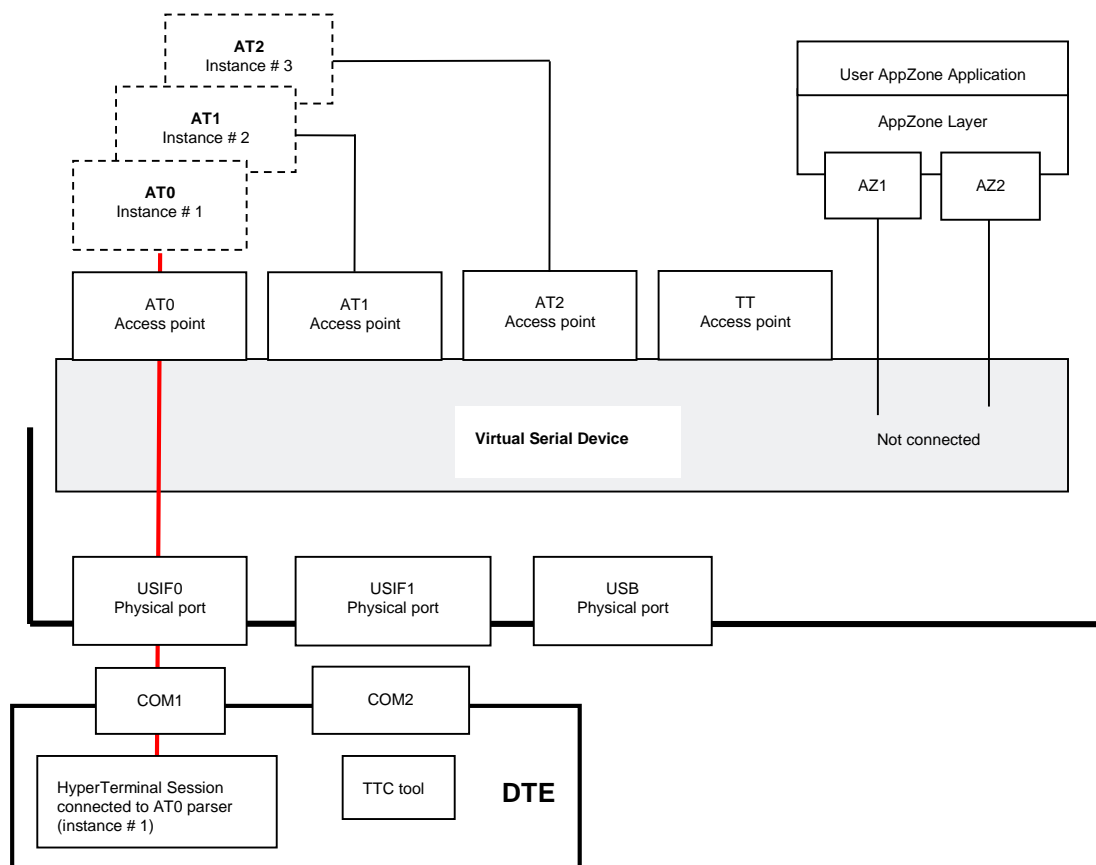 AT2
Instance # 3
AT1
Instance # 2
AT0
Instance # 1
User AppZone Application
AppZone Layer
AZ1
AZ2
AT0
Access point
AT1
Access point
AT2
Access point
TT
Access point
Virtual Serial Device
Not connected
USIF0
Physical port
USIF1
Physical port
USB
Physical port
COM1
COM2
HyperTerminal Session
connected to AT0 parser
(instance # 1)
TTC tool
DTE